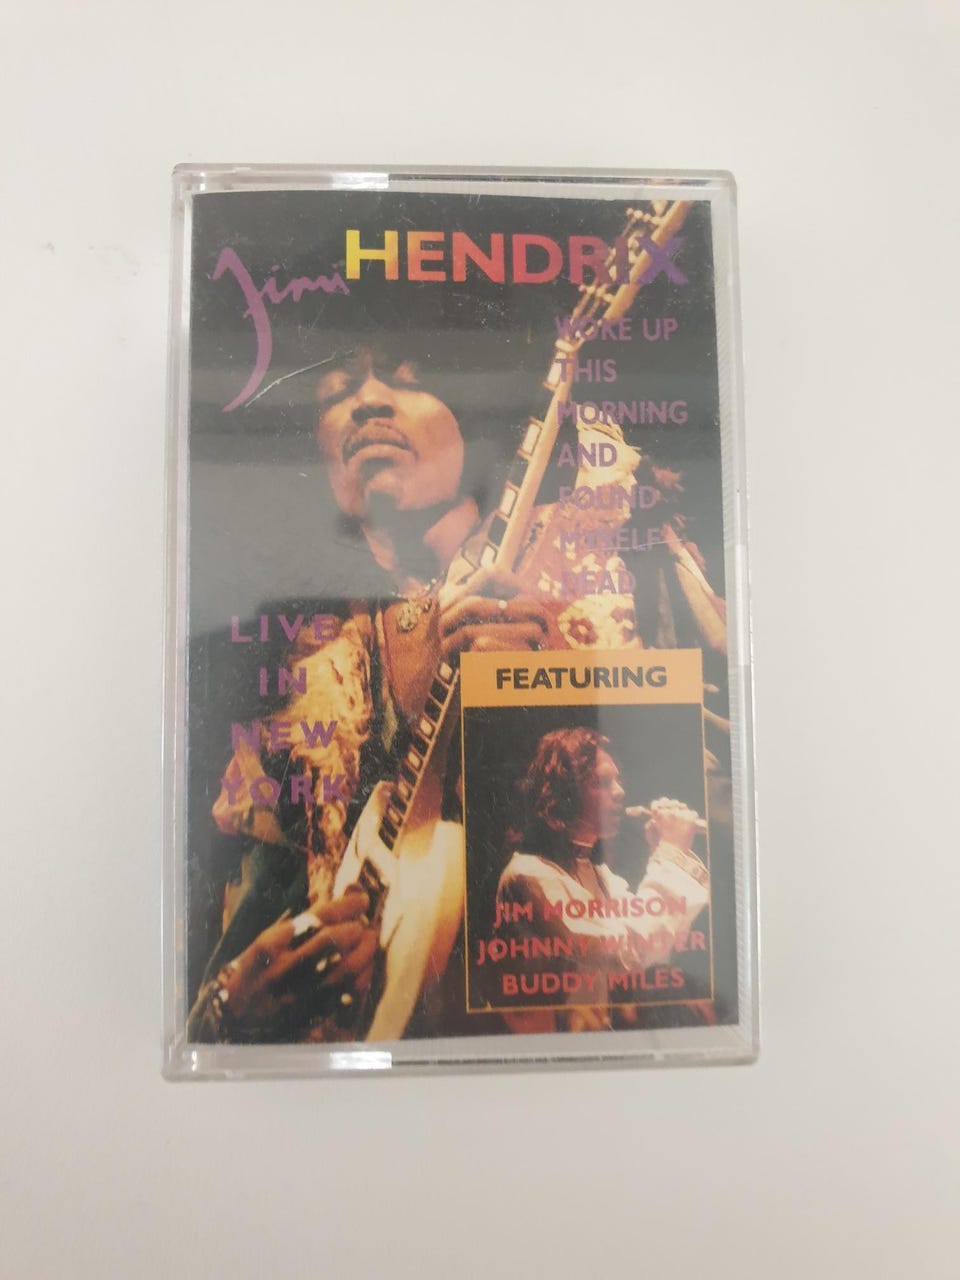 Jimi HENDRIX
WOKE UP
THIS
MORNING
AND
FOUND
MYSELF
DEAD
LIVE
IN
NEW
YORK
FEATURING
JIM MORRISON
JOHNNY WINTER
BUDDY MILES